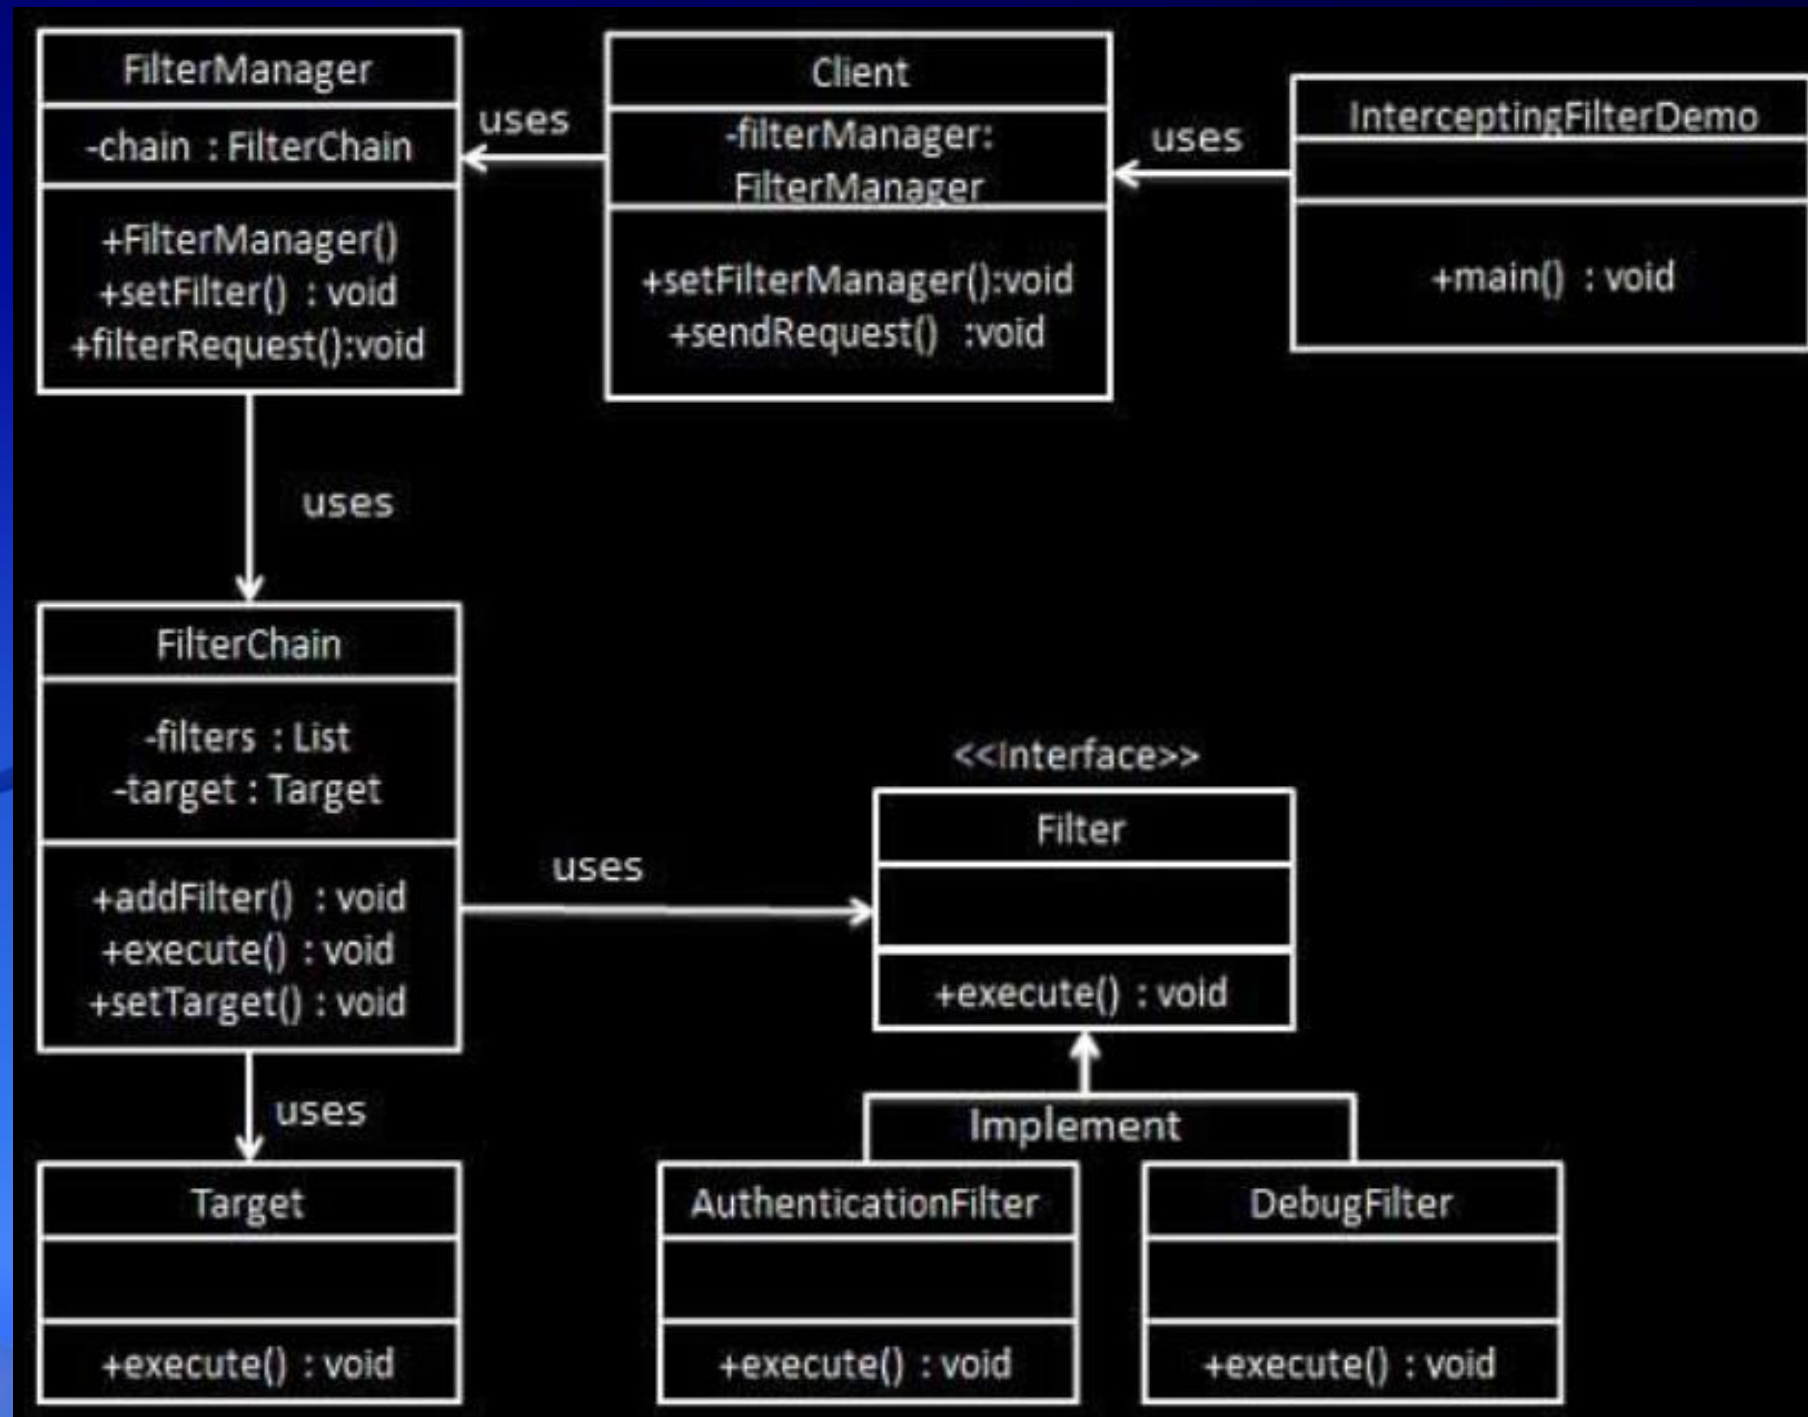 FilterManager
-chain : FilterChain
+FilterManager()
+setFilter() : void
+filterRequest():void
uses
Client
-filterManager:
FilterManager
+setFilterManager():void
+sendRequest() :void
uses
InterceptingFilterDemo
+main() : void
uses
FilterChain
-filters : List
-target : Target
+addFilter() : void
+execute() : void
+setTarget() : void
uses
<<Interface>>
Filter
+execute() : void
uses
Implement
Target
+execute() : void
AuthenticationFilter
+execute() : void
DebugFilter
+execute() : void